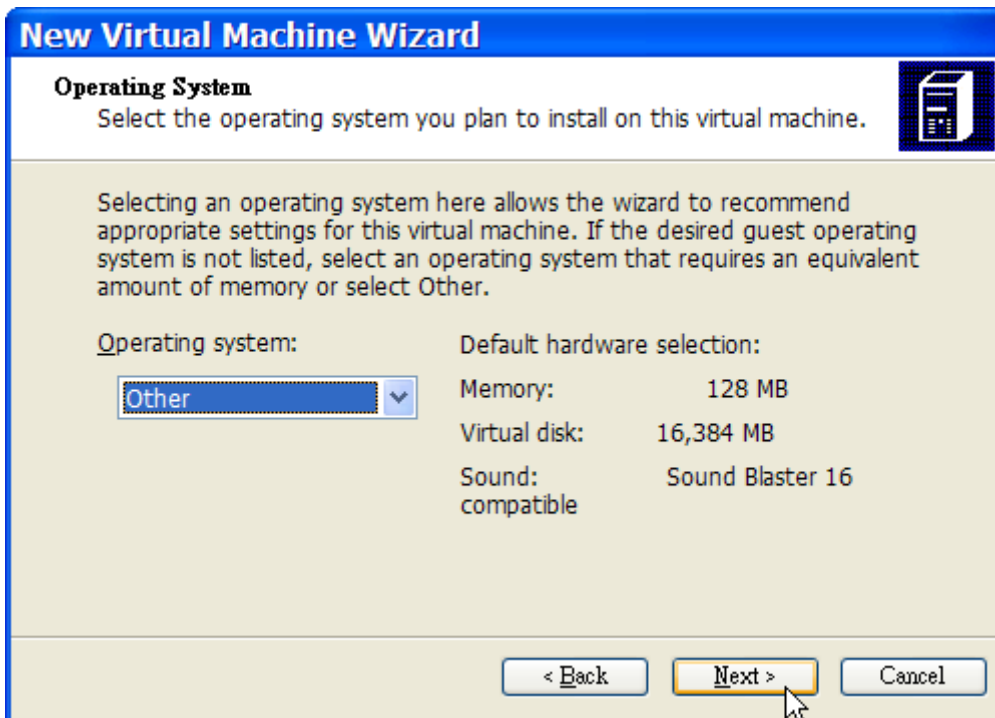 New Virtual Machine Wizard
Operating System
Select the operating system you plan to install on this virtual machine.
Selecting an operating system here allows the wizard to recommend
appropriate settings for this virtual machine. If the desired guest operating
system is not listed, select an operating system that requires an equivalent
amount of memory or select Other.
Operating system:
Other
Default hardware selection:
Memory: 128 MB
Virtual disk: 16,384 MB
Sound: Sound Blaster 16
compatible
< Back Next > Cancel